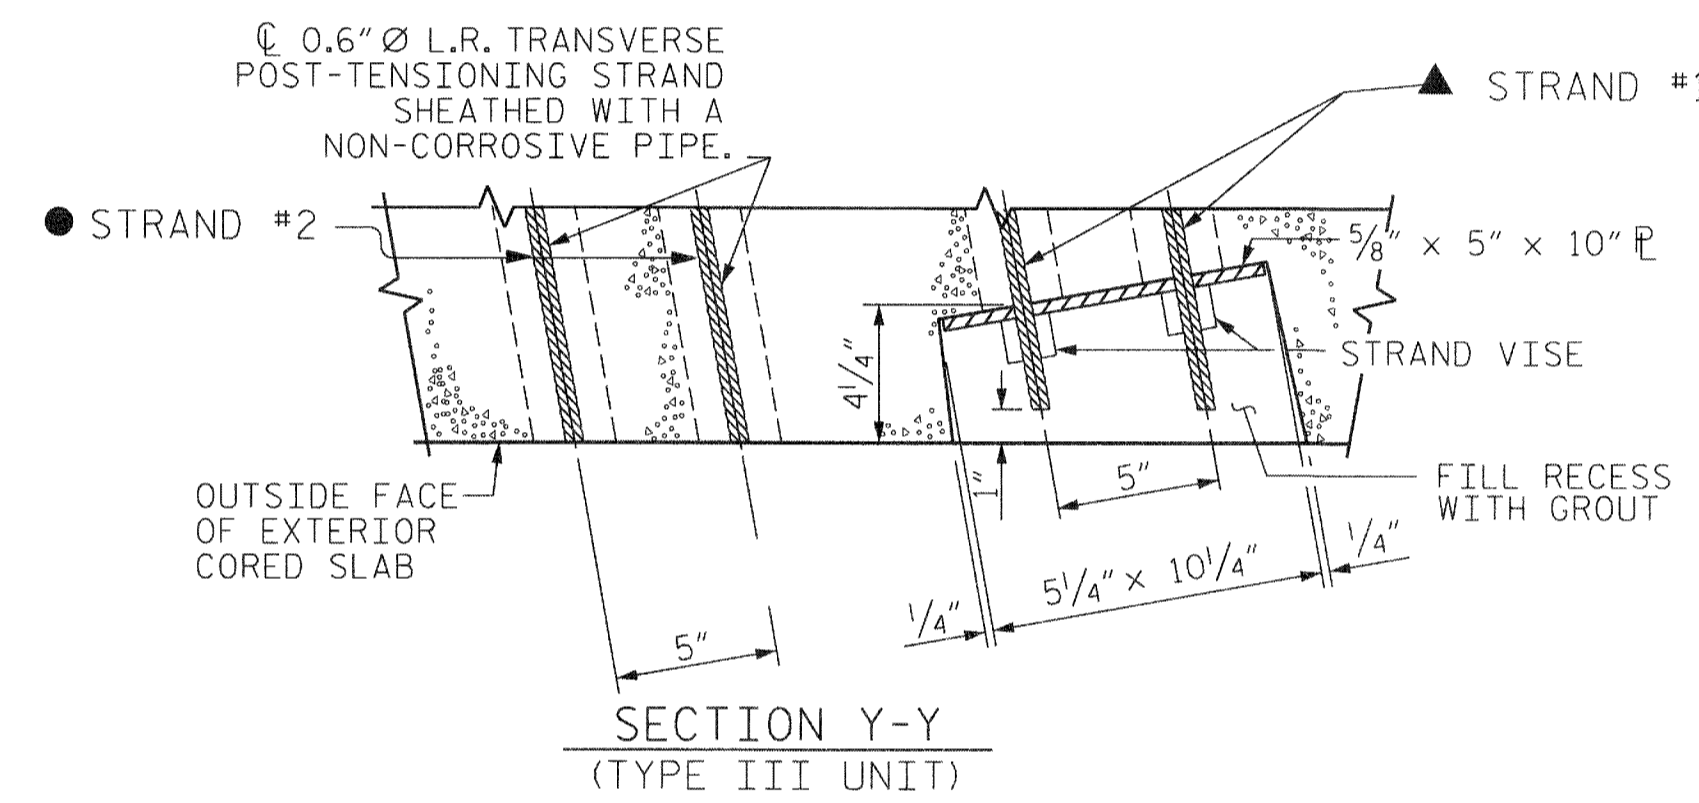 ℄ 0.6"Ø L.R. TRANSVERSE
POST-TENSIONING STRAND
SHEATHED WITH A
NON-CORROSIVE PIPE.
▲ STRAND #1
● STRAND #2
5/8" x 5" x 10" ⅊
4 1/4"
STRAND VISE
1"
5"
FILL RECESS
WITH GROUT
OUTSIDE FACE
OF EXTERIOR
CORED SLAB
1/4"
5 1/4" x 10 1/4"
1/4"
5"
SECTION Y-Y
(TYPE III UNIT)